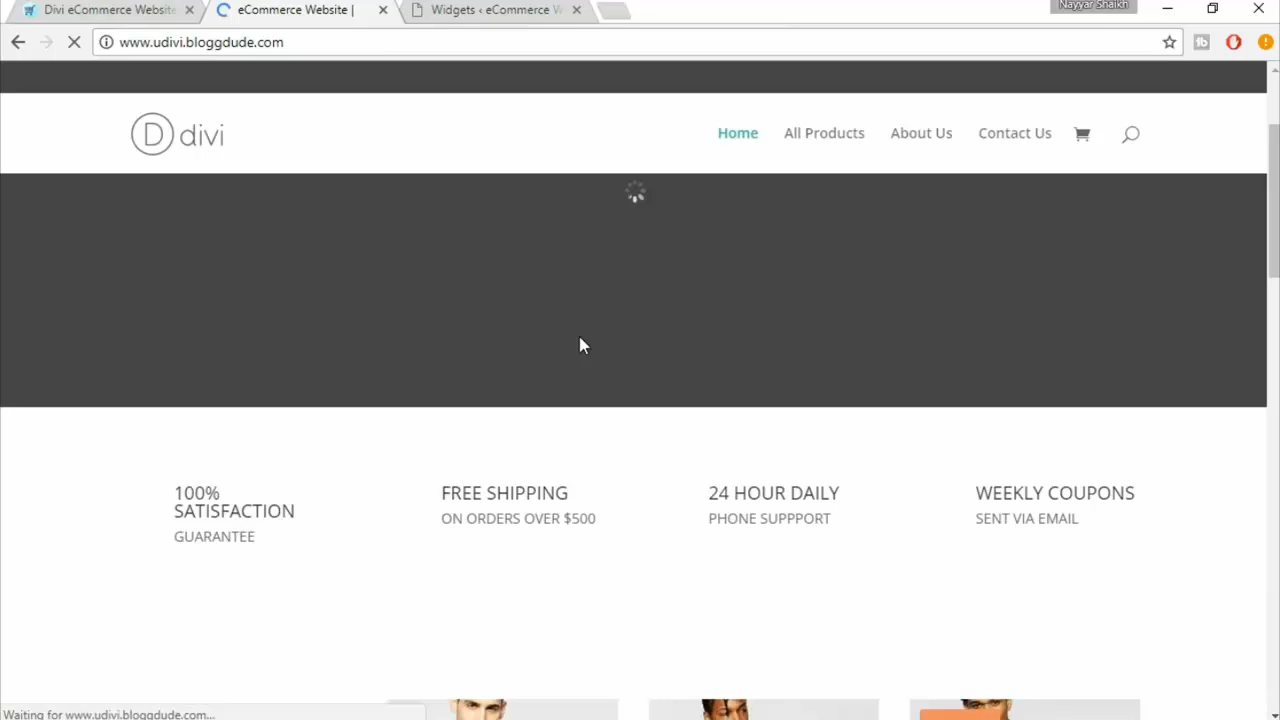 Nayyar Shaikh
Divi eCommerce Website
eCommerce Website |
Widgets ‹ eCommerce W
www.udivi.bloggdude.com
D divi
Home
All Products
About Us
Contact Us
100%
SATISFACTION
GUARANTEE
FREE SHIPPING
ON ORDERS OVER $500
24 HOUR DAILY
PHONE SUPPPORT
WEEKLY COUPONS
SENT VIA EMAIL
Waiting for www.udivi.bloggdude.com...